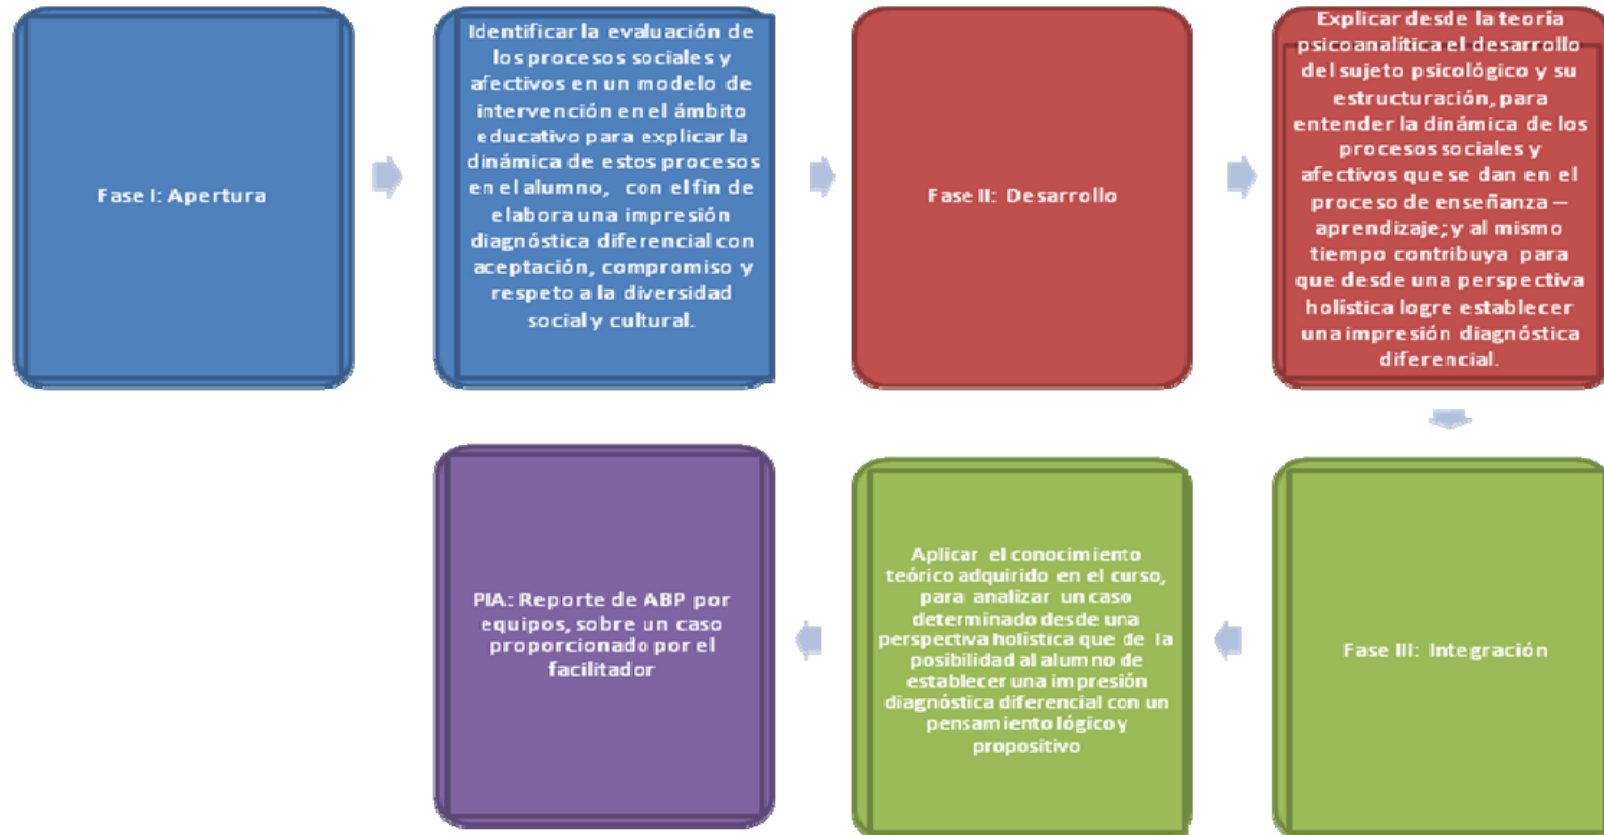 Fase I: Apertura
Identificar la evaluación de
los procesos sociales y
afectivos en un modelo de
intervención en el ámbito
educativo para explicar la
dinámica de estos procesos
en el alumno, con el fin de
elabora una impresión
diagnóstica diferencial con
aceptación, compromiso y
respeto a la diversidad
social y cultural.
Fase II: Desarrollo
Explicar desde la teoría
psicoanalítica el desarrollo
del sujeto psicológico y su
estructuración, para
entender la dinámica de los
procesos sociales y
afectivos que se dan en el
proceso de enseñanza –
aprendizaje; y al mismo
tiempo contribuya para
que desde una perspectiva
holística logre establecer
una impresión diagnóstica
diferencial.
Fase III: Integración
Aplicar el conocimiento
teórico adquirido en el curso,
para analizar un caso
determinado desde una
perspectiva holística que de la
posibilidad al alumno de
establecer una impresión
diagnóstica diferencial con un
pensamiento lógico y
propositivo
PIA: Reporte de ABP por
equipos, sobre un caso
proporcionado por el
facilitador